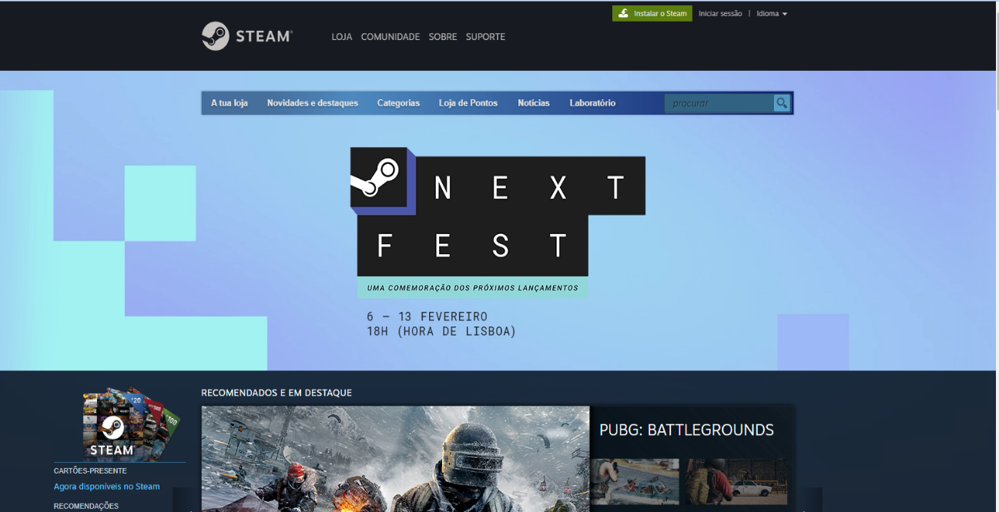 Instalar o Steam
Iniciar sessão | Idioma
STEAM®
LOJA COMUNIDADE SOBRE SUPORTE
A tua loja Novidades e destaques Categorias Loja de Pontos Notícias Laboratório procurar
NEXT
FEST
UMA COMEMORAÇÃO DOS PRÓXIMOS LANÇAMENTOS
6 – 13 FEVEREIRO
18H (HORA DE LISBOA)
RECOMENDADOS E EM DESTAQUE
PUBG: BATTLEGROUNDS
STEAM
CARTÕES-PRESENTE
Agora disponíveis no Steam
RECOMENDAÇÕES